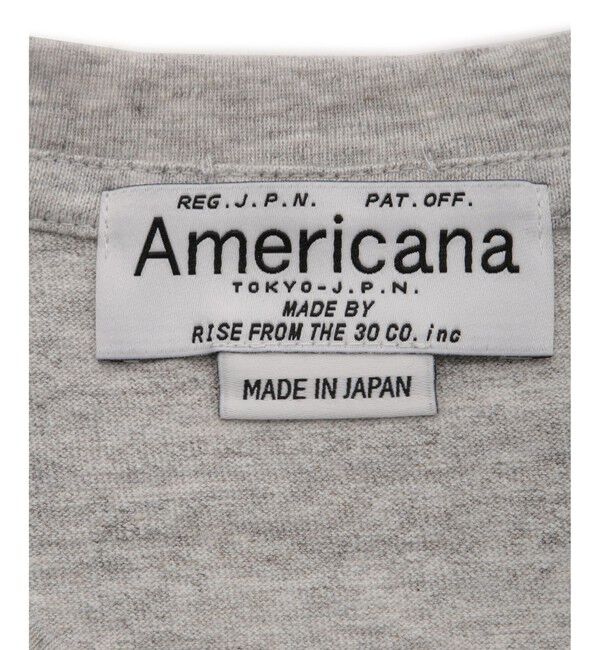 REG.J.P.N. PAT.OFF.
Americana
TOKYO-J.P.N.
MADE BY
RISE FROM THE 30 CO. inc
MADE IN JAPAN